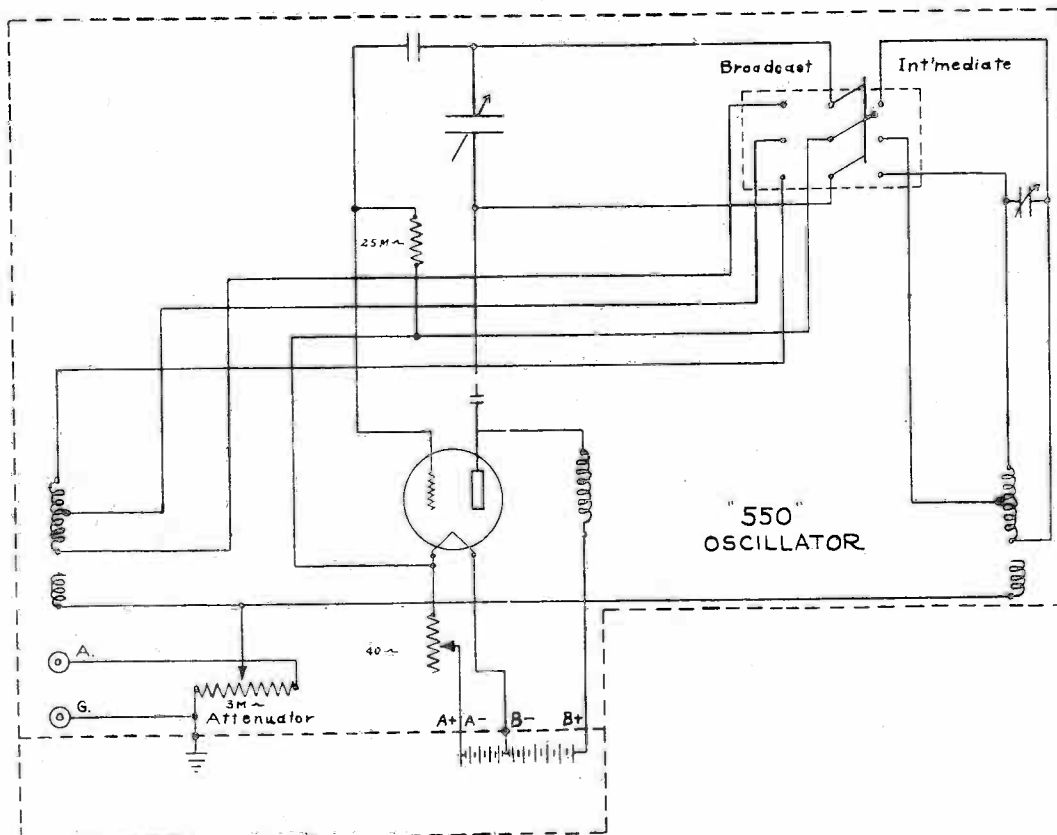 Broadcast
Int'mediate
25M~
"550"
OSCILLATOR
40~
A.
G.
3M~
Attenuator
A+ A- B- B+